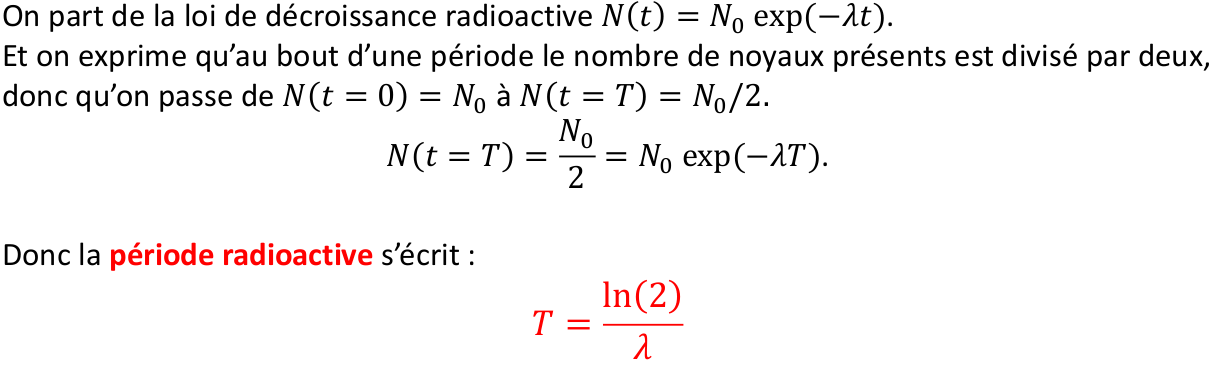 On part de la loi de décroissance radioactive N(t) = N₀ exp(−λt).
Et on exprime qu’au bout d’une période le nombre de noyaux présents est divisé par deux,
donc qu’on passe de N(t = 0) = N₀ à N(t = T) = N₀/2.
N(t = T) = N₀/2 = N₀ exp(−λT).
Donc la période radioactive s’écrit :
T = ln(2)/λ